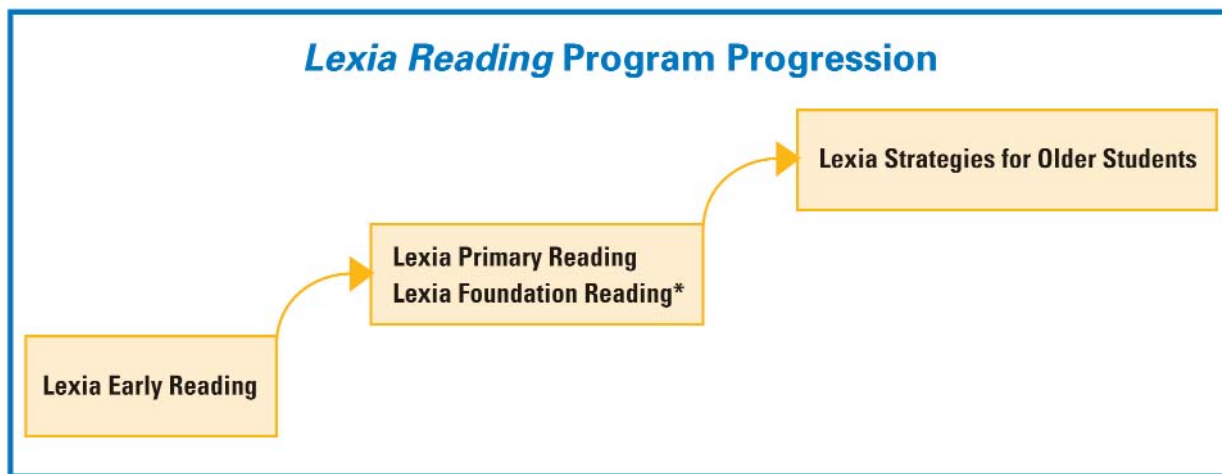 Lexia Reading Program Progression
Lexia Strategies for Older Students
Lexia Primary Reading
Lexia Foundation Reading*
Lexia Early Reading